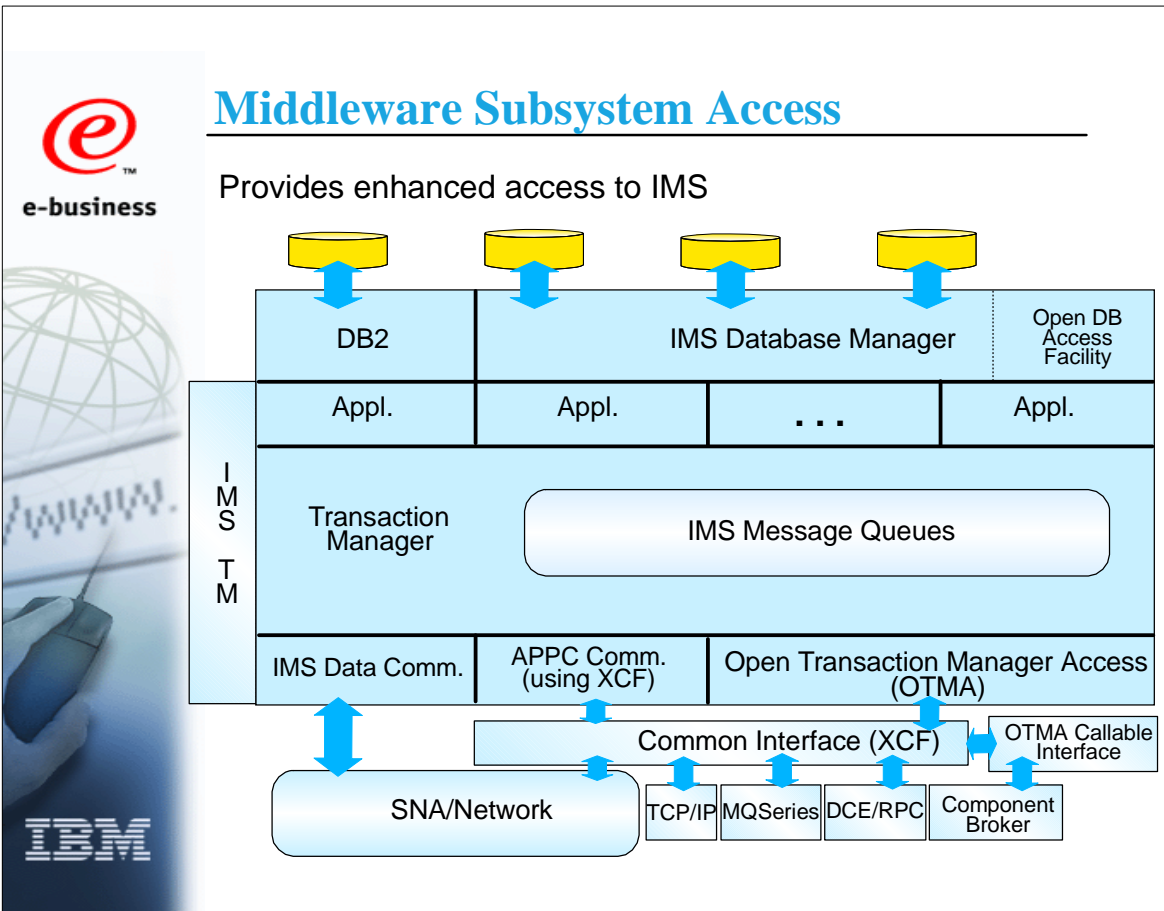 Middleware Subsystem Access
e
TM
e-business
Provides enhanced access to IMS
DB2
IMS Database Manager
Open DB
Access
Facility
Appl.
Appl.
. . .
Appl.
I
M
S
T
M
Transaction
Manager
IMS Message Queues
IMS Data Comm.
APPC Comm.
(using XCF)
Open Transaction Manager Access
(OTMA)
Common Interface (XCF)
OTMA Callable
Interface
SNA/Network
TCP/IP
MQSeries
DCE/RPC
Component
Broker
IBM